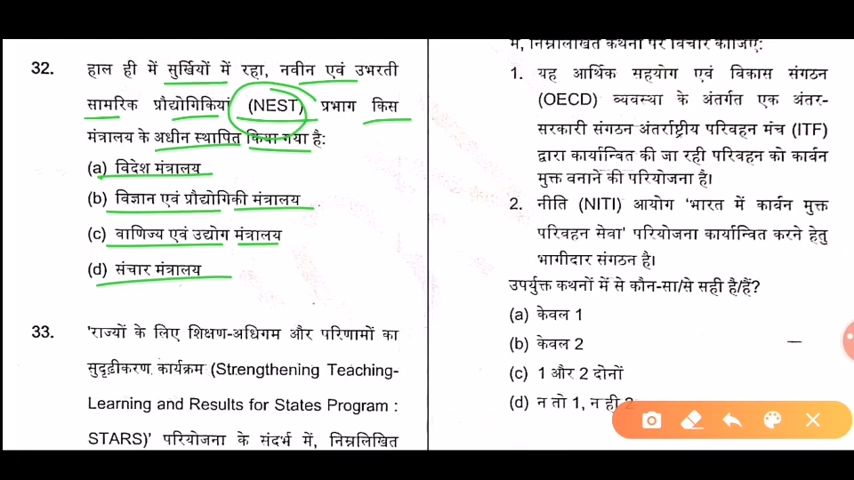 32. हाल ही में सुर्खियों में रहा, नवीन एवं उभरती
सामरिक प्रौद्योगिकियां (NEST) प्रभाग किस
मंत्रालय के अधीन स्थापित किया गया है:
(a) विदेश मंत्रालय
(b) विज्ञान एवं प्रौद्योगिकी मंत्रालय
(c) वाणिज्य एवं उद्योग मंत्रालय
(d) संचार मंत्रालय
33. 'राज्यों के लिए शिक्षण-अधिगम और परिणामों का
सुदृढ़ीकरण कार्यक्रम (Strengthening Teaching-
Learning and Results for States Program :
STARS)' परियोजना के संदर्भ में, निम्नलिखित
में, निम्नलिखित कथनों पर विचार कीजिए:
1. यह आर्थिक सहयोग एवं विकास संगठन
(OECD) व्यवस्था के अंतर्गत एक अंतर-
सरकारी संगठन अंतर्राष्ट्रीय परिवहन मंच (ITF)
द्वारा कार्यान्वित की जा रही परिवहन को कार्बन
मुक्त बनाने की परियोजना है।
2. नीति (NITI) आयोग 'भारत में कार्बन मुक्त
परिवहन सेवा' परियोजना कार्यान्वित करने हेतु
भागीदार संगठन है।
उपर्युक्त कथनों में से कौन-सा/से सही है/हैं?
(a) केवल 1
(b) केवल 2
(c) 1 और 2 दोनों
(d) न तो 1, न ही 2